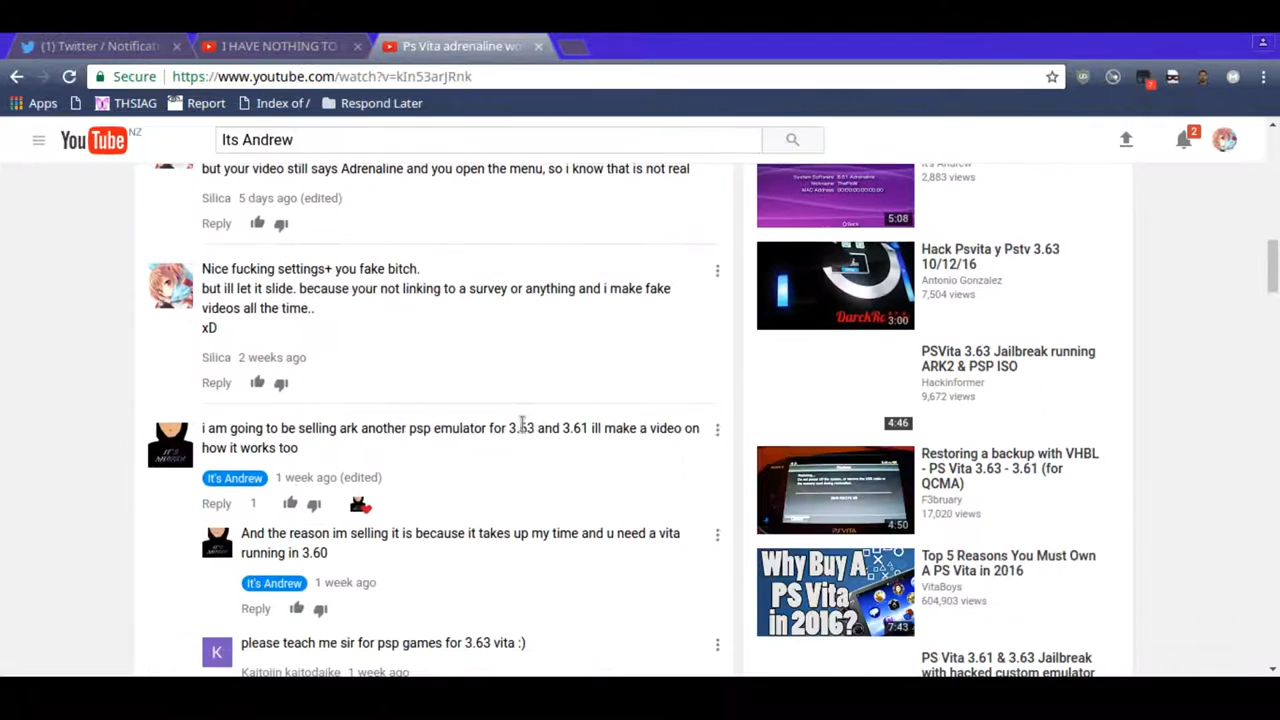 (1) Twitter / Notificat
I HAVE NOTHING TO
Ps Vita adrenaline wo
Secure
https://www.youtube.com/watch?v=kIn53arJRnk
Apps
THSIAG
Report
Index of /
Respond Later
YouTube NZ
Its Andrew
2
7
but your video still says Adrenaline and you open the menu, so i know that is not real
Silica 5 days ago (edited)
Reply
Nice fucking settings+ you fake bitch.
but ill let it slide. because your not linking to a survey or anything and i make fake
videos all the time..
xD
Silica 2 weeks ago
Reply
i am going to be selling ark another psp emulator for 3.63 and 3.61 ill make a video on
how it works too
It's Andrew 1 week ago (edited)
Reply 1
And the reason im selling it is because it takes up my time and u need a vita
running in 3.60
It's Andrew 1 week ago
Reply
K
please teach me sir for psp games for 3.63 vita :)
Kaitojin kaitodaike 1 week ago
It's Andrew
2,883 views
5:08
Hack Psvita y Pstv 3.63
10/12/16
Antonio Gonzalez
7,504 views
3:00
PSVita 3.63 Jailbreak running
ARK2 & PSP ISO
Hackinformer
9,672 views
4:46
Restoring a backup with VHBL
- PS Vita 3.63 - 3.61 (for
QCMA)
F3bruary
17,020 views
4:50
Why Buy A
PS Vita
in 2016?
7:43
Top 5 Reasons You Must Own
A PS Vita in 2016
VitaBoys
604,903 views
PS Vita 3.61 & 3.63 Jailbreak
with hacked custom emulator